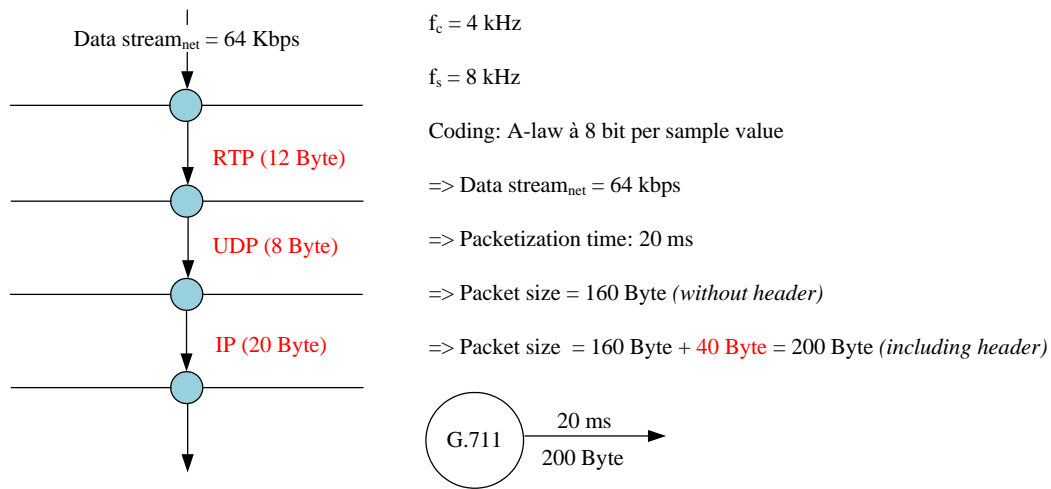 Data stream_net = 64 Kbps
RTP (12 Byte)
UDP (8 Byte)
IP (20 Byte)
f_c = 4 kHz
f_s = 8 kHz
Coding: A-law à 8 bit per sample value
=> Data stream_net = 64 kbps
=> Packetization time: 20 ms
=> Packet size = 160 Byte (without header)
=> Packet size = 160 Byte + 40 Byte = 200 Byte (including header)
G.711
20 ms
200 Byte